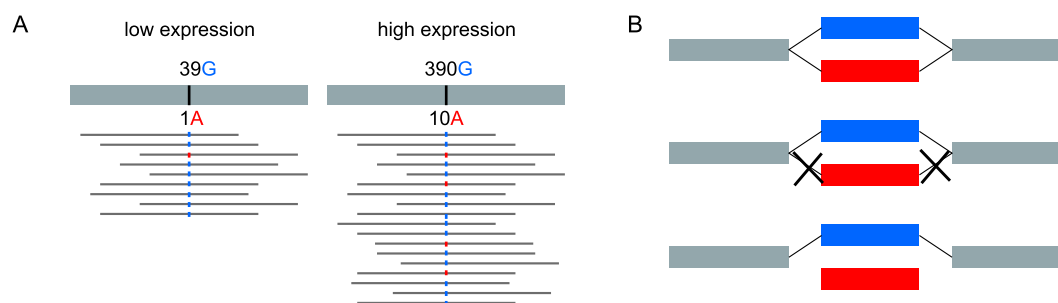 A
low expression
high expression
39G
390G
1A
10A
B